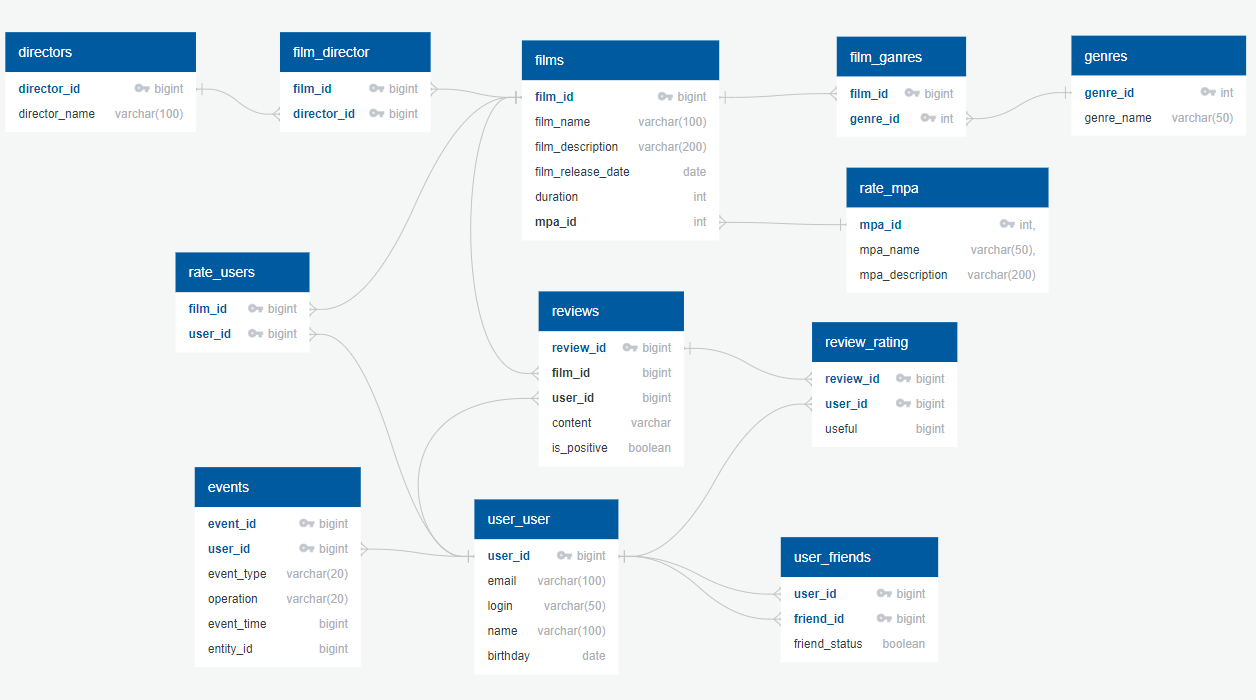 directors
director_id bigint
director_name varchar(100)
film_director
film_id bigint
director_id bigint
films
film_id bigint
film_name varchar(100)
film_description varchar(200)
film_release_date date
duration int
mpa_id int
film_ganres
film_id bigint
genre_id int
genres
genre_id int
genre_name varchar(50)
rate_mpa
mpa_id int,
mpa_name varchar(50),
mpa_description varchar(200)
rate_users
film_id bigint
user_id bigint
reviews
review_id bigint
film_id bigint
user_id bigint
content varchar
is_positive boolean
review_rating
review_id bigint
user_id bigint
useful bigint
events
event_id bigint
user_id bigint
event_type varchar(20)
operation varchar(20)
event_time bigint
entity_id bigint
user_user
user_id bigint
email varchar(100)
login varchar(50)
name varchar(100)
birthday date
user_friends
user_id bigint
friend_id bigint
friend_status boolean